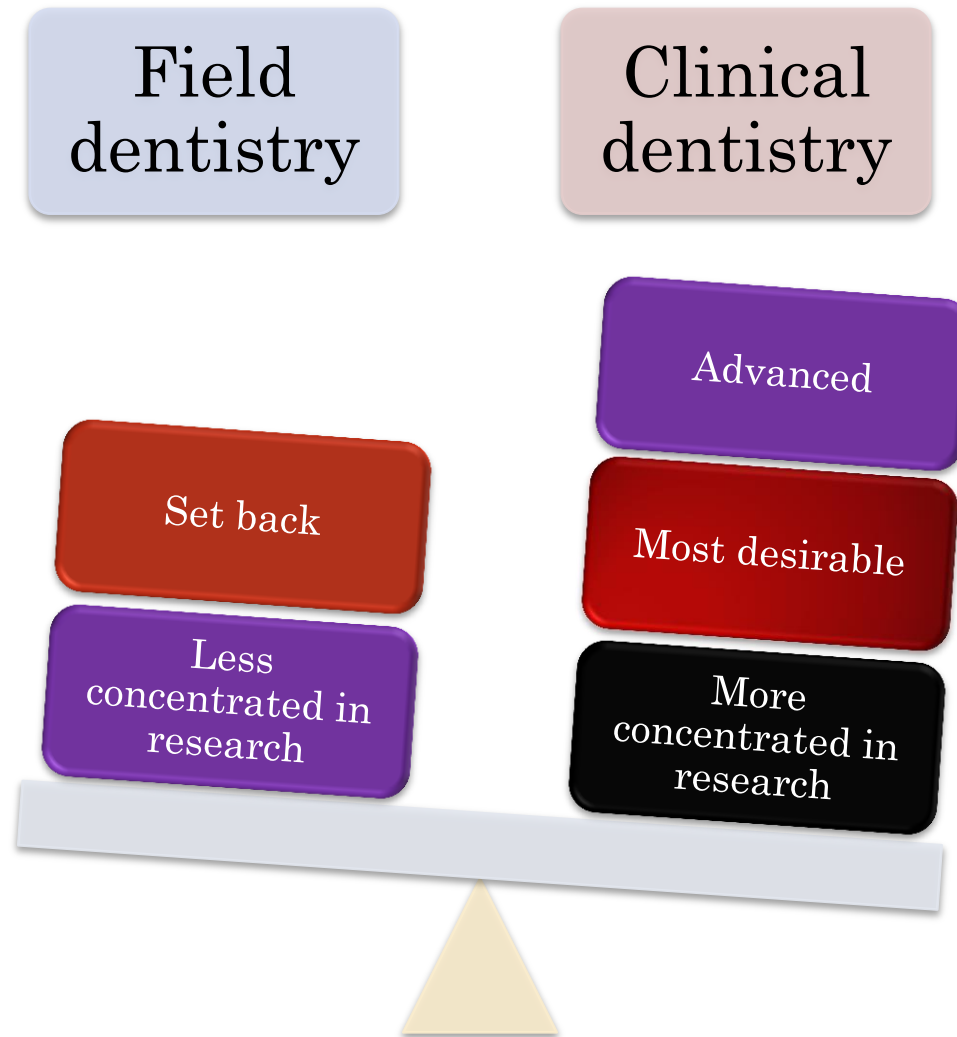 Field
dentistry
Clinical
dentistry
Advanced
Set back
Most desirable
Less
concentrated in
research
More
concentrated in
research